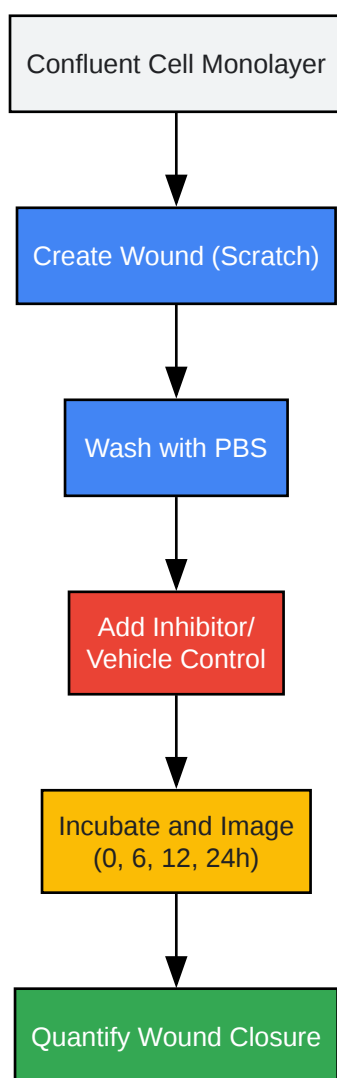 Confluent Cell Monolayer
Create Wound (Scratch)
Wash with PBS
Add Inhibitor/
Vehicle Control
Incubate and Image
(0, 6, 12, 24h)
Quantify Wound Closure